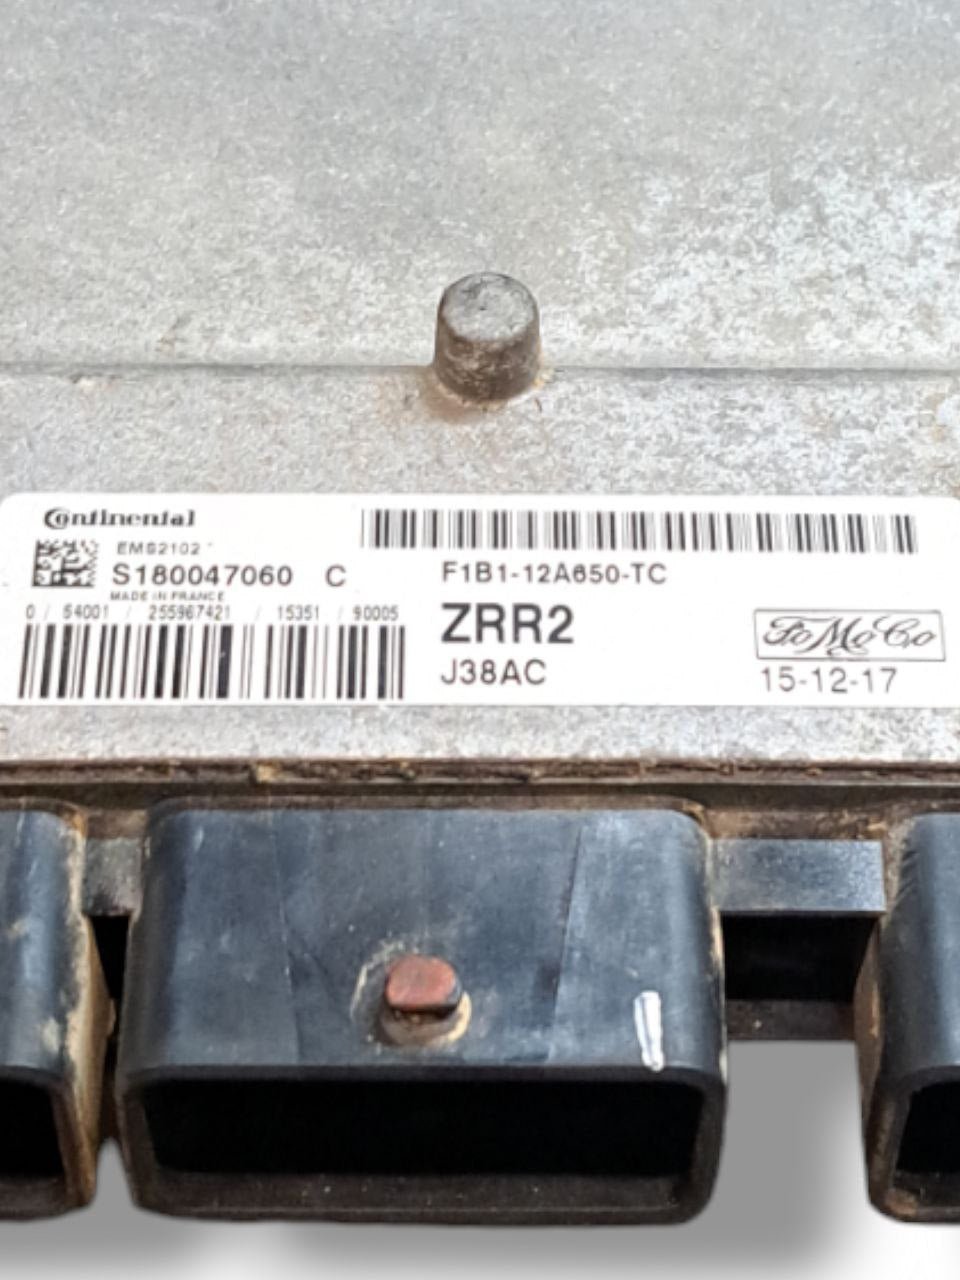 Continental
EMS2102
S180047060 C
MADE IN FRANCE
0 / 54001 / 255967421 / 15351 / 90005
F1B1-12A650-TC
ZRR2
J38AC
FoMoCo
15-12-17